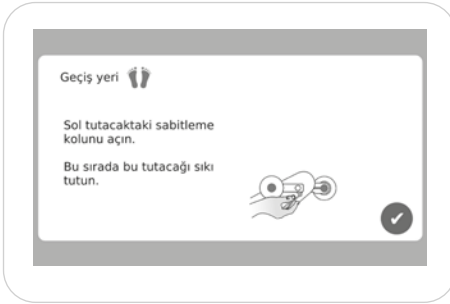 Geçiş yeri
Sol tutacaktaki sabitleme
kolunu açın.
Bu sırada bu tutacağı sıkı
tutun.